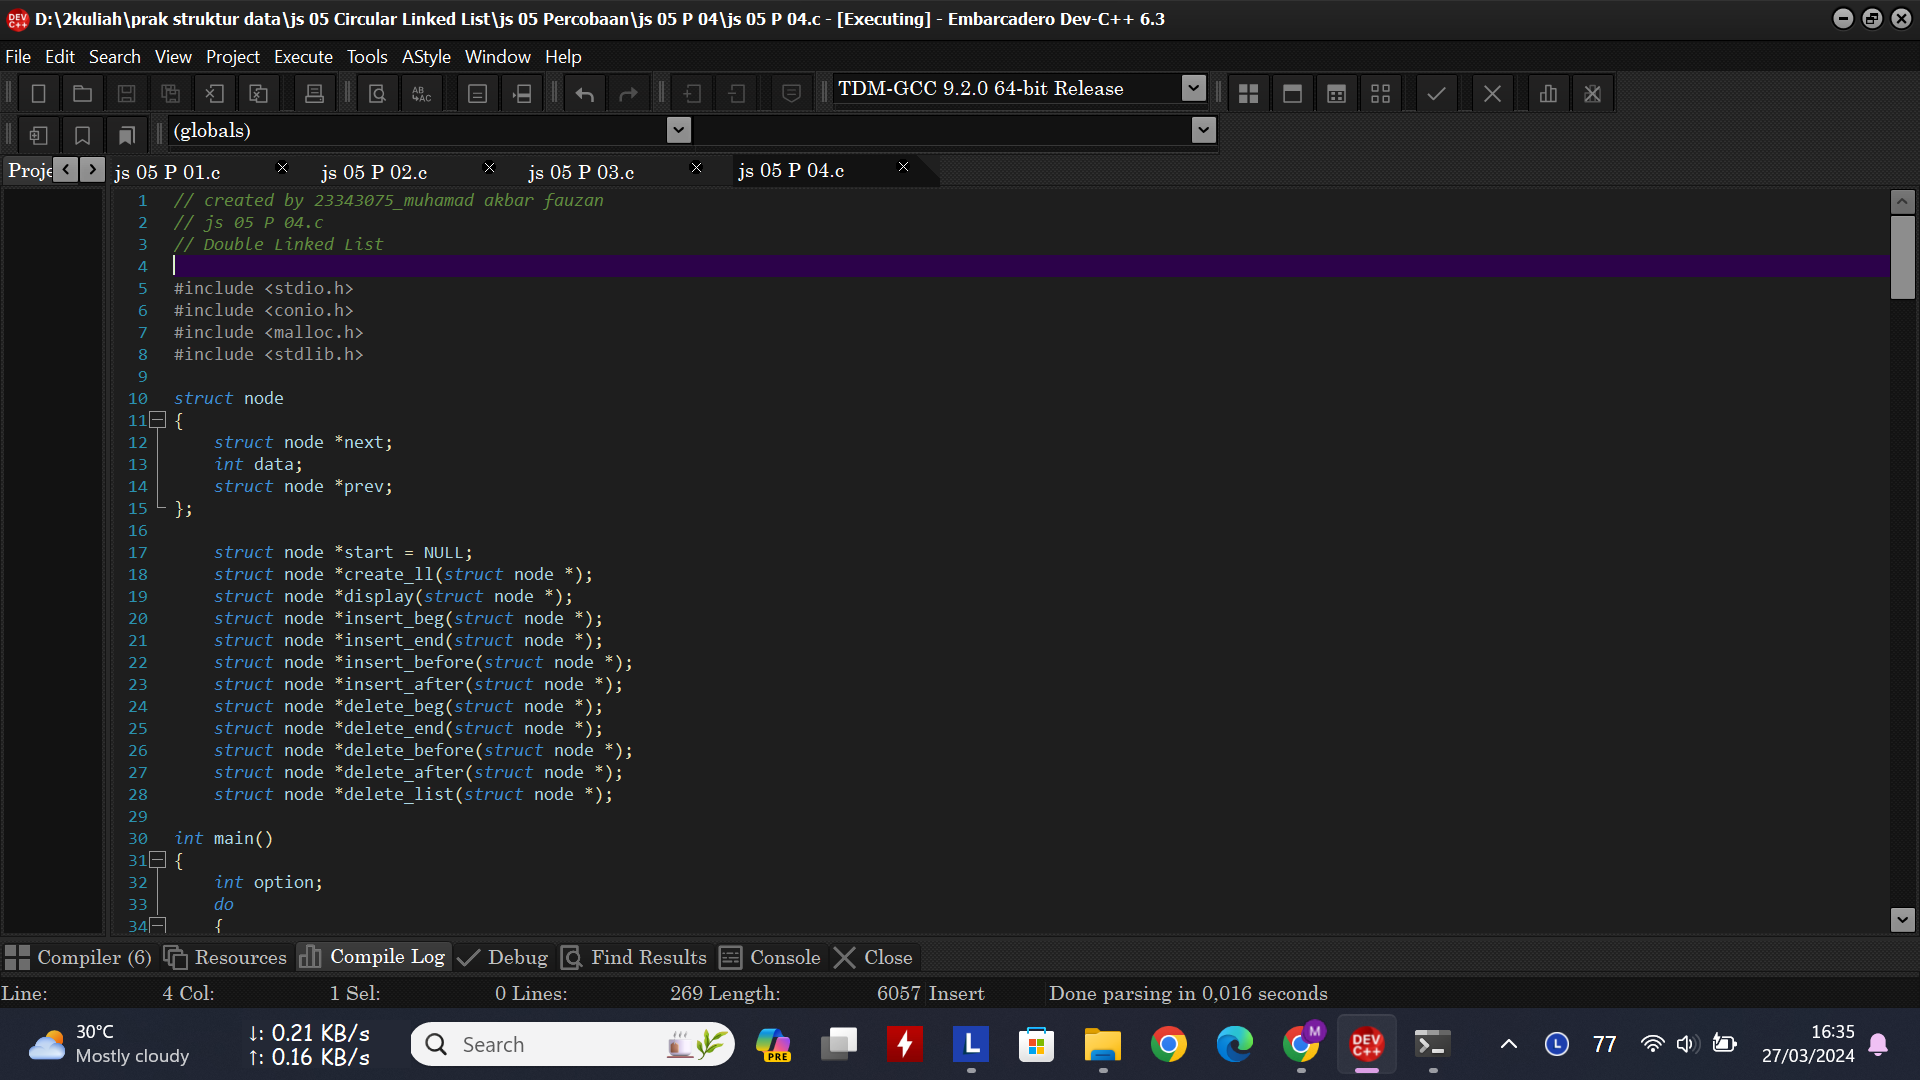 D:\2kuliah\prak struktur data\js 05 Circular Linked List\js 05 Percobaan\js 05 P 04\js 05 P 04.c - [Executing] - Embarcadero Dev-C++ 6.3
File Edit Search View Project Execute Tools AStyle Window Help
TDM-GCC 9.2.0 64-bit Release
(globals)
Proje js 05 P 01.c js 05 P 02.c js 05 P 03.c js 05 P 04.c
1 // created by 23343075_muhamad akbar fauzan
2 // js 05 P 04.c
3 // Double Linked List
4
5 #include <stdio.h>
6 #include <conio.h>
7 #include <malloc.h>
8 #include <stdlib.h>
9
10 struct node
11 {
12 struct node *next;
13 int data;
14 struct node *prev;
15 };
16
17 struct node *start = NULL;
18 struct node *create_ll(struct node *);
19 struct node *display(struct node *);
20 struct node *insert_beg(struct node *);
21 struct node *insert_end(struct node *);
22 struct node *insert_before(struct node *);
23 struct node *insert_after(struct node *);
24 struct node *delete_beg(struct node *);
25 struct node *delete_end(struct node *);
26 struct node *delete_before(struct node *);
27 struct node *delete_after(struct node *);
28 struct node *delete_list(struct node *);
29
30 int main()
31 {
32 int option;
33 do
34 {
Compiler (6) Resources Compile Log Debug Find Results Console Close
Line: 4 Col: 1 Sel: 0 Lines: 269 Length: 6057 Insert Done parsing in 0,016 seconds
30°C
Mostly cloudy
↓: 0.21 KB/s
↑: 0.16 KB/s
Search
PRE
L
M
DEV C++
L
77
16:35
27/03/2024